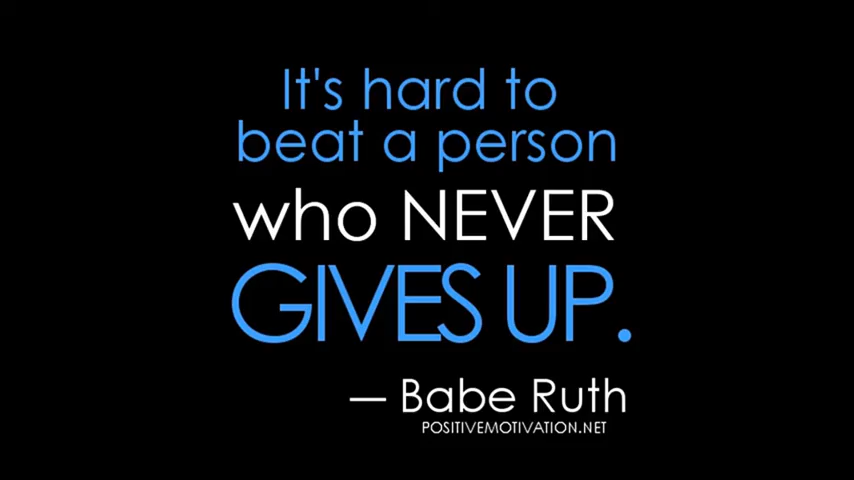 It's hard to
beat a person
who NEVER
GIVES UP.
— Babe Ruth
POSITIVEMOTIVATION.NET